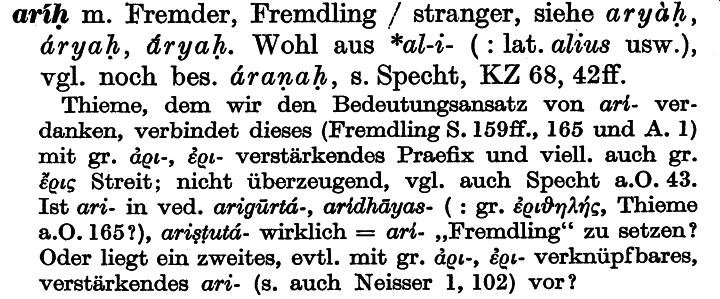 aríḥ m. Fremder, Fremdling / stranger, siehe aryàḥ,
áryaḥ, ā́ryaḥ. Wohl aus *al-i- ( : lat. alius usw.),
vgl. noch bes. áraṇaḥ, s. Specht, KZ 68, 42ff.
Thieme, dem wir den Bedeutungsansatz von ari- ver-
danken, verbindet dieses (Fremdling S. 159ff., 165 und A. 1)
mit gr. ἀρι-, ἐρι- verstärkendes Praefix und viell. auch gr.
ἔρις Streit; nicht überzeugend, vgl. auch Specht a.O. 43.
Ist ari- in ved. arigūrtá-, aridhāyas- ( : gr. ἐριθηλής, Thieme
a.O. 165?), ariṣṭutá- wirklich = arí- „Fremdling“ zu setzen?
Oder liegt ein zweites, evtl. mit gr. ἀρι-, ἐρι- verknüpfbares,
verstärkendes ari- (s. auch Neisser 1, 102) vor?